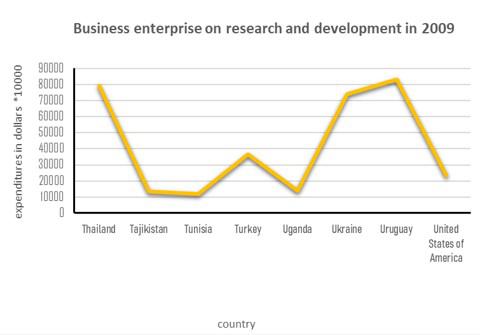 Business enterprise on research and development in 2009
expenditures in dollars *10000
90000
80000
70000
60000
50000
40000
30000
20000
10000
0
Thailand
Tajikistan
Tunisia
Turkey
Uganda
Ukraine
Uruguay
United
States of
America
country